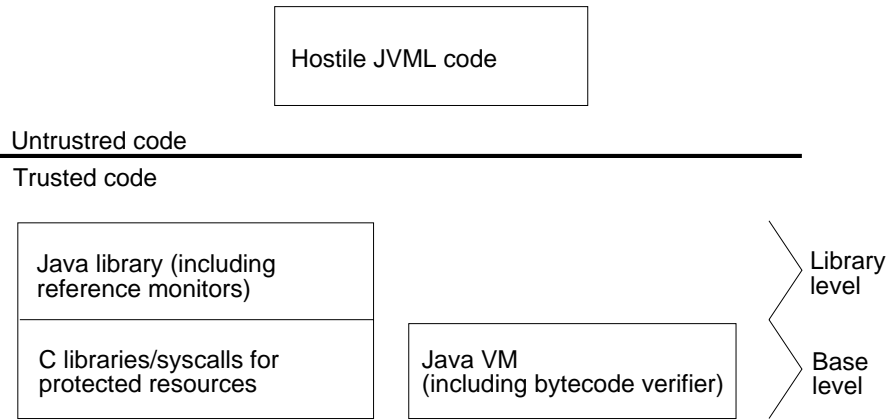 Hostile JVML code
Untrustred code
Trusted code
Java library (including
reference monitors)
Library
level
C libraries/syscalls for
protected resources
Java VM
(including bytecode verifier)
Base
level